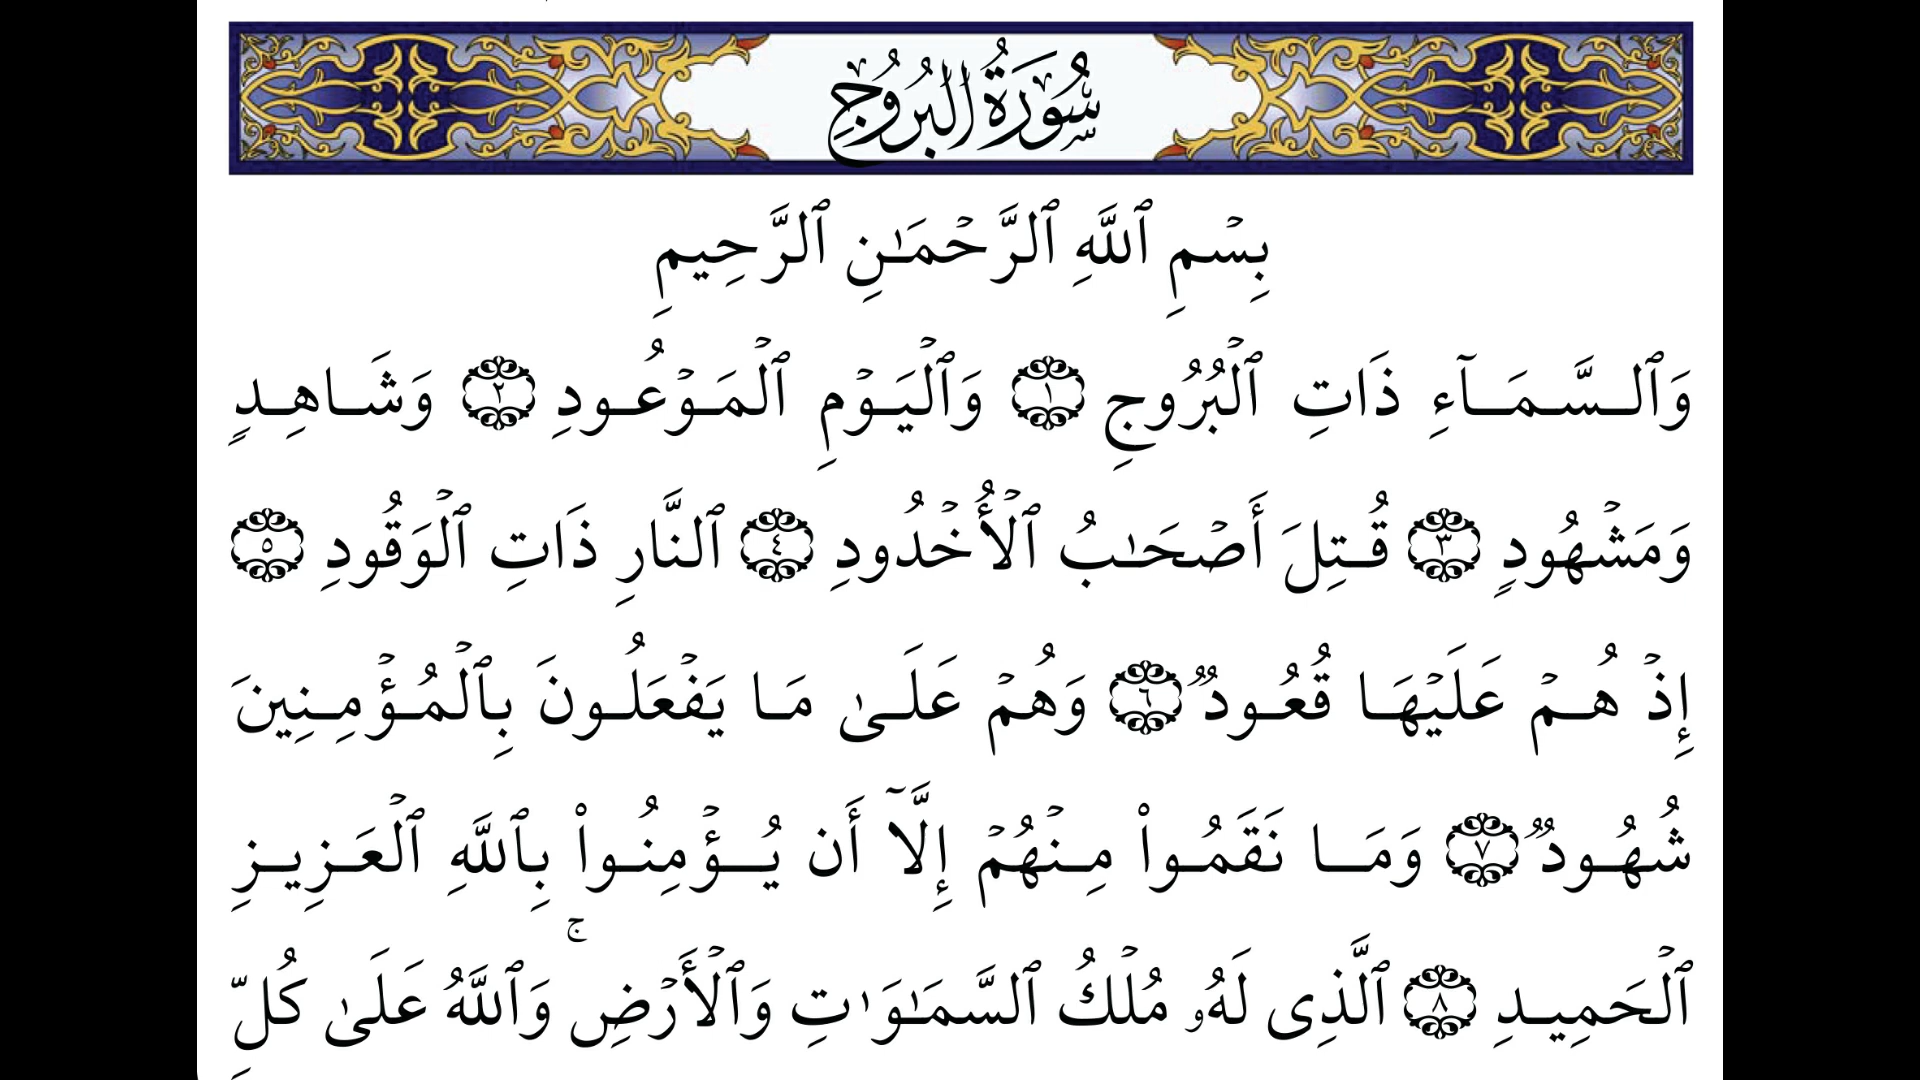 سُورَةُ البُرُوجِ
بِسۡمِ ٱللَّهِ ٱلرَّحۡمَـٰنِ ٱلرَّحِيمِ
وَٱلسَّمَاۤءِ ذَاتِ ٱلۡبُرُوجِ ١ وَٱلۡيَوۡمِ ٱلۡمَوۡعُودِ ٢ وَشَاهِدٍ
وَمَشۡهُودٍ ٣ قُتِلَ أَصۡحَـٰبُ ٱلۡأُخۡدُودِ ٤ ٱلنَّارِ ذَاتِ ٱلۡوَقُودِ ٥
إِذۡ هُمۡ عَلَيۡهَا قُعُودٌ ٦ وَهُمۡ عَلَىٰ مَا يَفۡعَلُونَ بِٱلۡمُؤۡمِنِينَ
شُهُودٌ ٧ وَمَا نَقَمُوا۟ مِنۡهُمۡ إِلَّاۤ أَن يُؤۡمِنُوا۟ بِٱللَّهِ ٱلۡعَزِيزِ
ٱلۡحَمِيدِ ٨ ٱلَّذِی لَهُۥ مُلۡكُ ٱلسَّمَـٰوَ ٰتِ وَٱلۡأَرۡضِۚ وَٱللَّهُ عَلَىٰ كُلِّ